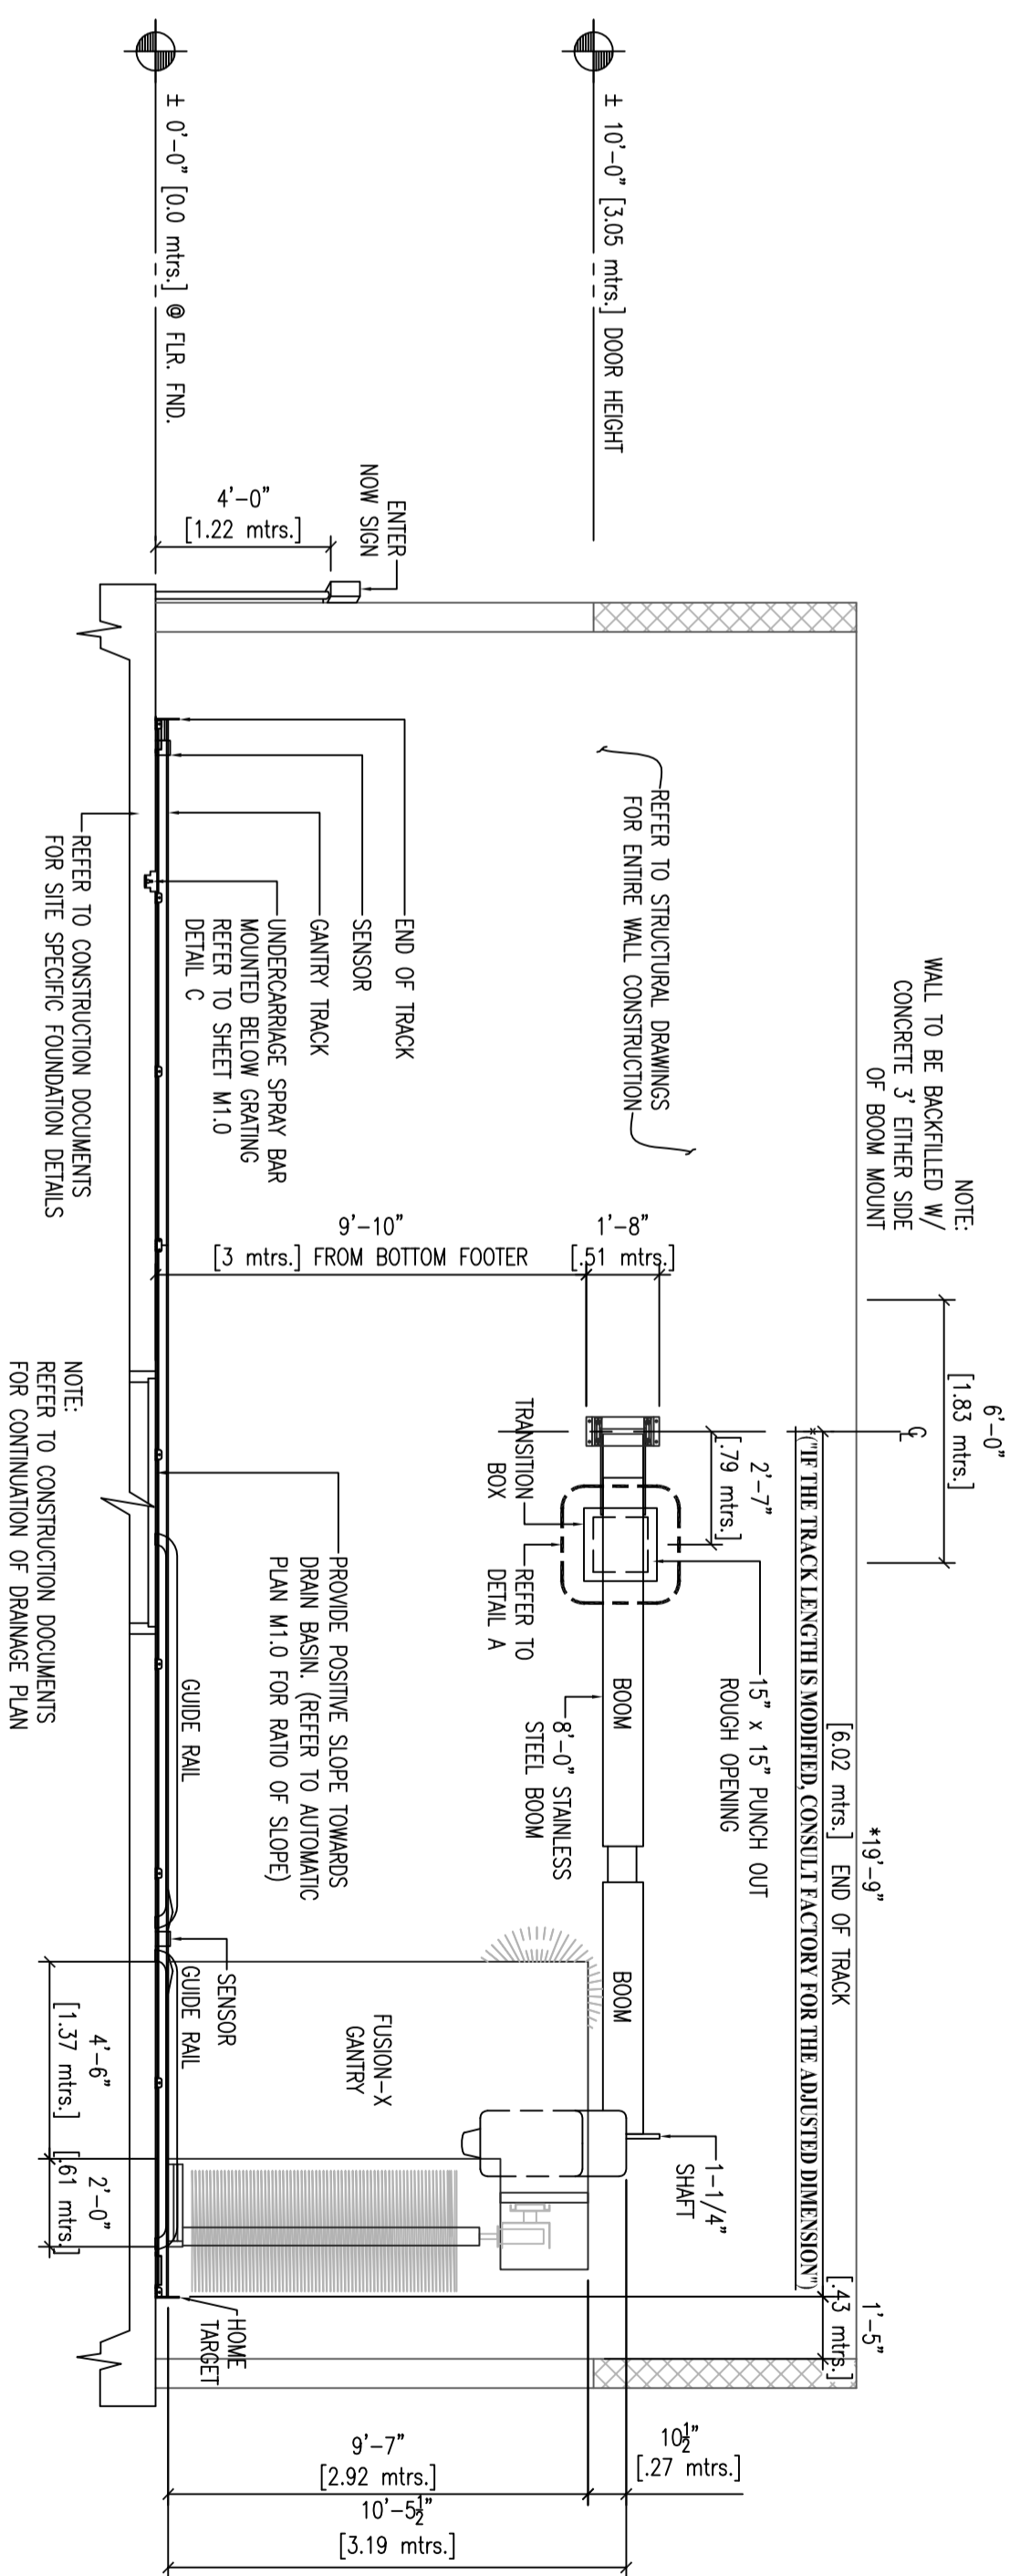 ± 10'-0" [3.05 mtrs.] DOOR HEIGHT
± 0'-0" [0.0 mtrs.] @ FLR. FND.
4'-0"
[1.22 mtrs.]
ENTER
NOW SIGN
REFER TO STRUCTURAL DRAWINGS
FOR ENTIRE WALL CONSTRUCTION
END OF TRACK
SENSOR
GANTRY TRACK
UNDERCARRIAGE SPRAY BAR
MOUNTED BELOW GRATING
REFER TO SHEET M1.0
DETAIL C
REFER TO CONSTRUCTION DOCUMENTS
FOR SITE SPECIFIC FOUNDATION DETAILS
NOTE:
WALL TO BE BACKFILLED W/
CONCRETE 3' EITHER SIDE
OF BOOM MOUNT
6'-0"
[1.83 mtrs.]
CL
1'-8"
[.51 mtrs.]
9'-10"
[3 mtrs.] FROM BOTTOM FOOTER
*19'-9"
[6.02 mtrs.] END OF TRACK
*("IF THE TRACK LENGTH IS MODIFIED, CONSULT FACTORY FOR THE ADJUSTED DIMENSION")
1'-5"
[.43 mtrs.]
2'-7"
[.79 mtrs.]
15" x 15" PUNCH OUT
ROUGH OPENING
TRANSITION
BOX
REFER TO
DETAIL A
BOOM
8'-0" STAINLESS
STEEL BOOM
BOOM
1-1/4"
SHAFT
FUSION-X
GANTRY
PROVIDE POSITIVE SLOPE TOWARDS
DRAIN BASIN. (REFER TO AUTOMATIC
PLAN M1.0 FOR RATIO OF SLOPE)
GUIDE RAIL
SENSOR
GUIDE RAIL
HOME
TARGET
4'-6"
[1.37 mtrs.]
2'-0"
[.61 mtrs.]
NOTE:
REFER TO CONSTRUCTION DOCUMENTS
FOR CONTINUATION OF DRAINAGE PLAN
10½"
[.27 mtrs.]
9'-7"
[2.92 mtrs.]
10'-5½"
[3.19 mtrs.]